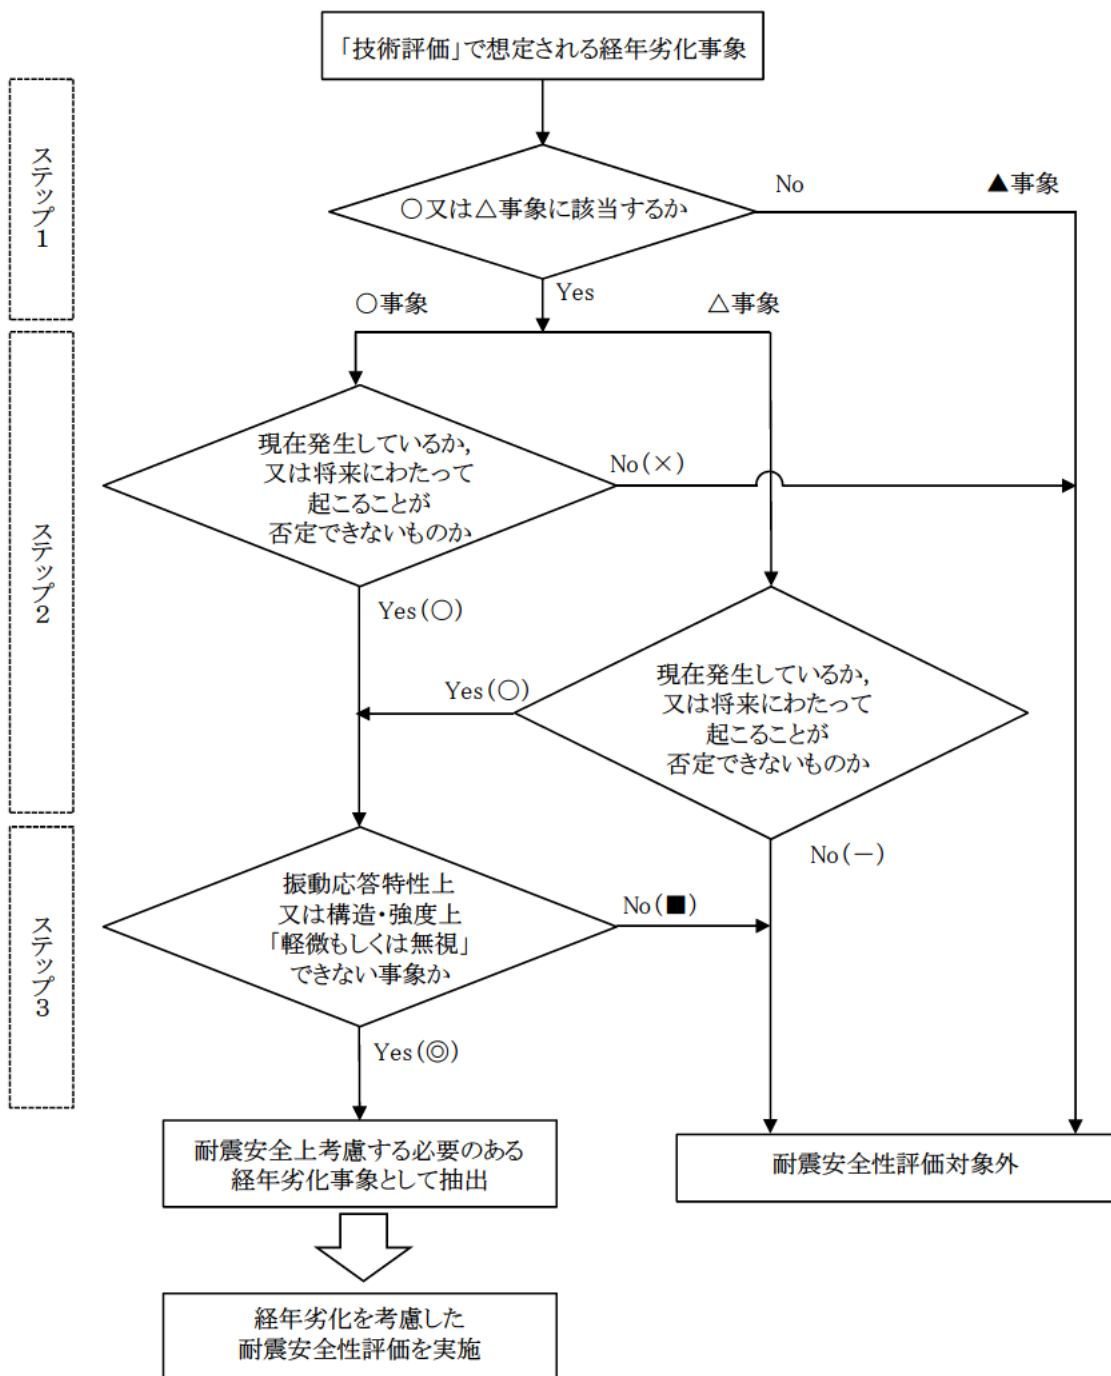 「技術評価」で想定される経年劣化事象
ステップ1
○又は△事象に該当するか
No
▲事象
Yes
○事象
△事象
ステップ2
現在発生しているか,
又は将来にわたって
起こることが
否定できないものか
No(×)
Yes(○)
現在発生しているか,
又は将来にわたって
起こることが
否定できないものか
Yes(○)
No(－)
ステップ3
振動応答特性上
又は構造・強度上
「軽微もしくは無視」
できない事象か
No(■)
Yes(◎)
耐震安全上考慮する必要のある
経年劣化事象として抽出
耐震安全性評価対象外
経年劣化を考慮した
耐震安全性評価を実施